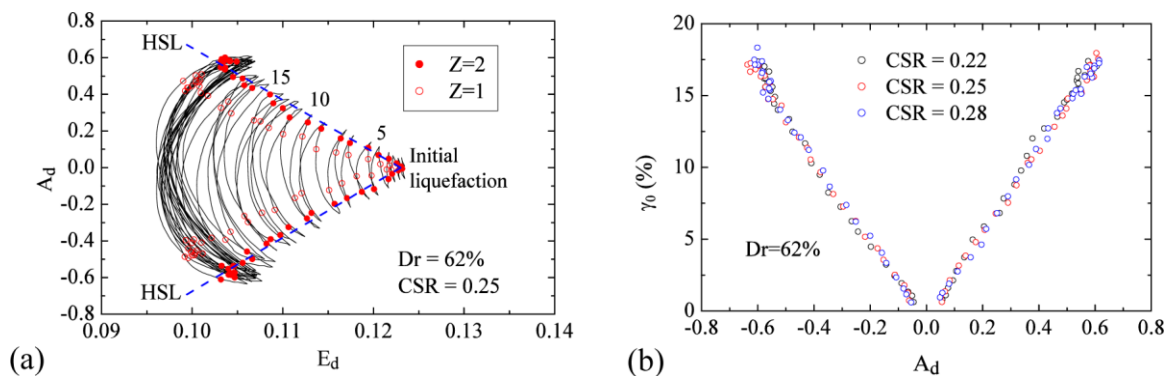 HSL
15
10
5
Z=2
Z=1
Initial
liquefaction
Dr = 62%
CSR = 0.25
HSL
0.8
0.6
0.4
0.2
0.0
-0.2
-0.4
-0.6
-0.8
A_d
0.09 0.10 0.11 0.12 0.13 0.14
E_d
(a)
20
15
10
5
0
γ₀ (%)
CSR = 0.22
CSR = 0.25
CSR = 0.28
Dr=62%
-0.8 -0.6 -0.4 -0.2 0.0 0.2 0.4 0.6 0.8
A_d
(b)